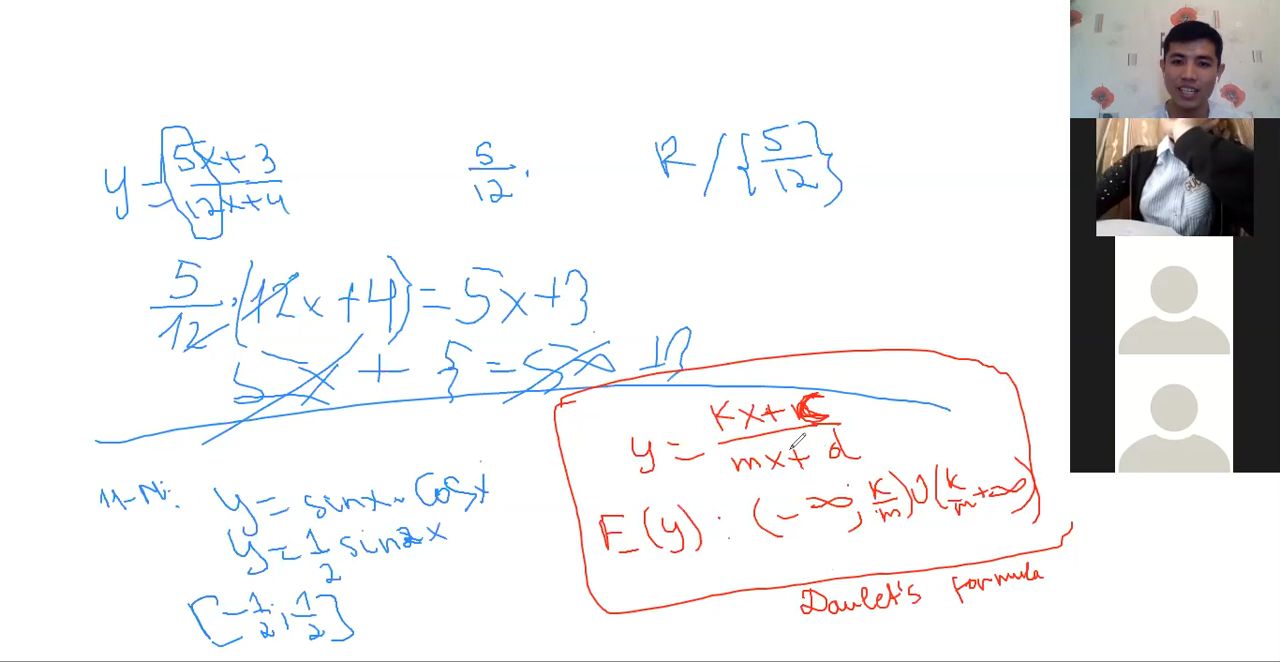 y = 5x+3 / 12x+4
5/12.
R / {5/12}
5/12 · (12x+4) = 5x+3
5x + 5/3 = 5x
y = kx+c / mx+d
E(y) : (-∞; k/m) U (k/m +∞)
Daulet's formula
11-N:
y = sinx · Cosx
y = 1/2 sin2x
[-1/2; 1/2]